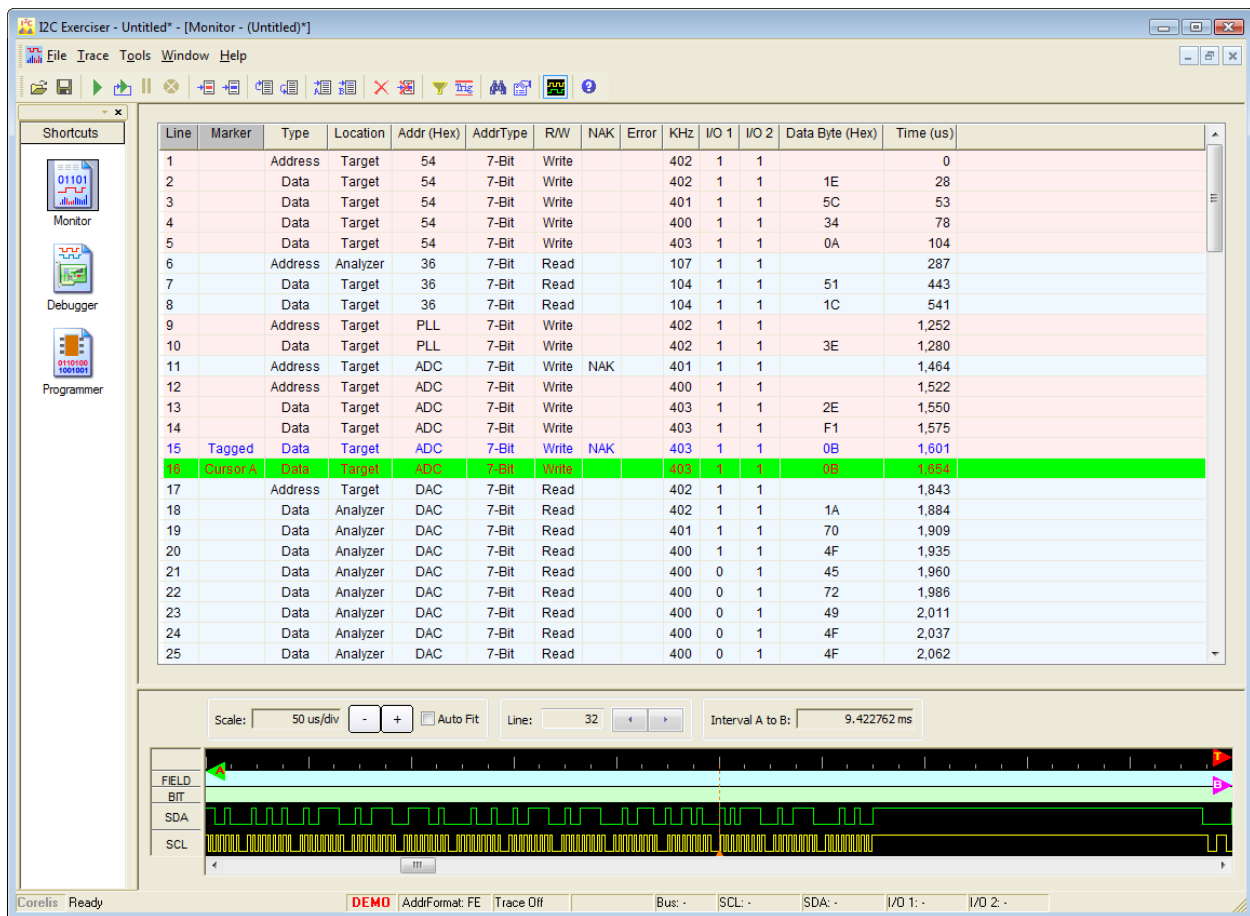 I2C Exerciser - Untitled* - [Monitor - (Untitled)*]
File Trace Tools Window Help
Shortcuts
Monitor
Debugger
Programmer
Line Marker Type Location Addr (Hex) AddrType R/W NAK Error KHz I/O 1 I/O 2 Data Byte (Hex) Time (us)
1 Address Target 54 7-Bit Write 402 1 1 0
2 Data Target 54 7-Bit Write 402 1 1 1E 28
3 Data Target 54 7-Bit Write 401 1 1 5C 53
4 Data Target 54 7-Bit Write 400 1 1 34 78
5 Data Target 54 7-Bit Write 403 1 1 0A 104
6 Address Analyzer 36 7-Bit Read 107 1 1 287
7 Data Target 36 7-Bit Read 104 1 1 51 443
8 Data Target 36 7-Bit Read 104 1 1 1C 541
9 Address Target PLL 7-Bit Write 402 1 1 1,252
10 Data Target PLL 7-Bit Write 402 1 1 3E 1,280
11 Address Target ADC 7-Bit Write NAK 401 1 1 1,464
12 Address Target ADC 7-Bit Write 400 1 1 1,522
13 Data Target ADC 7-Bit Write 403 1 1 2E 1,550
14 Data Target ADC 7-Bit Write 403 1 1 F1 1,575
15 Tagged Data Target ADC 7-Bit Write NAK 403 1 1 0B 1,601
16 Cursor A Data Target ADC 7-Bit Write 403 1 1 0B 1,654
17 Address Target DAC 7-Bit Read 402 1 1 1,843
18 Data Analyzer DAC 7-Bit Read 402 1 1 1A 1,884
19 Data Analyzer DAC 7-Bit Read 401 1 1 70 1,909
20 Data Analyzer DAC 7-Bit Read 400 1 1 4F 1,935
21 Data Analyzer DAC 7-Bit Read 400 0 1 45 1,960
22 Data Analyzer DAC 7-Bit Read 400 0 1 72 1,986
23 Data Analyzer DAC 7-Bit Read 400 0 1 49 2,011
24 Data Analyzer DAC 7-Bit Read 400 0 1 4F 2,037
25 Data Analyzer DAC 7-Bit Read 400 0 1 4F 2,062
Scale: 50 us/div - + Auto Fit Line: 32 Interval A to B: 9.422762 ms
A T
FIELD B
BIT
SDA
SCL
Corelis Ready DEMO AddrFormat: FE Trace Off Bus: - SCL: - SDA: - I/O 1: - I/O 2: -